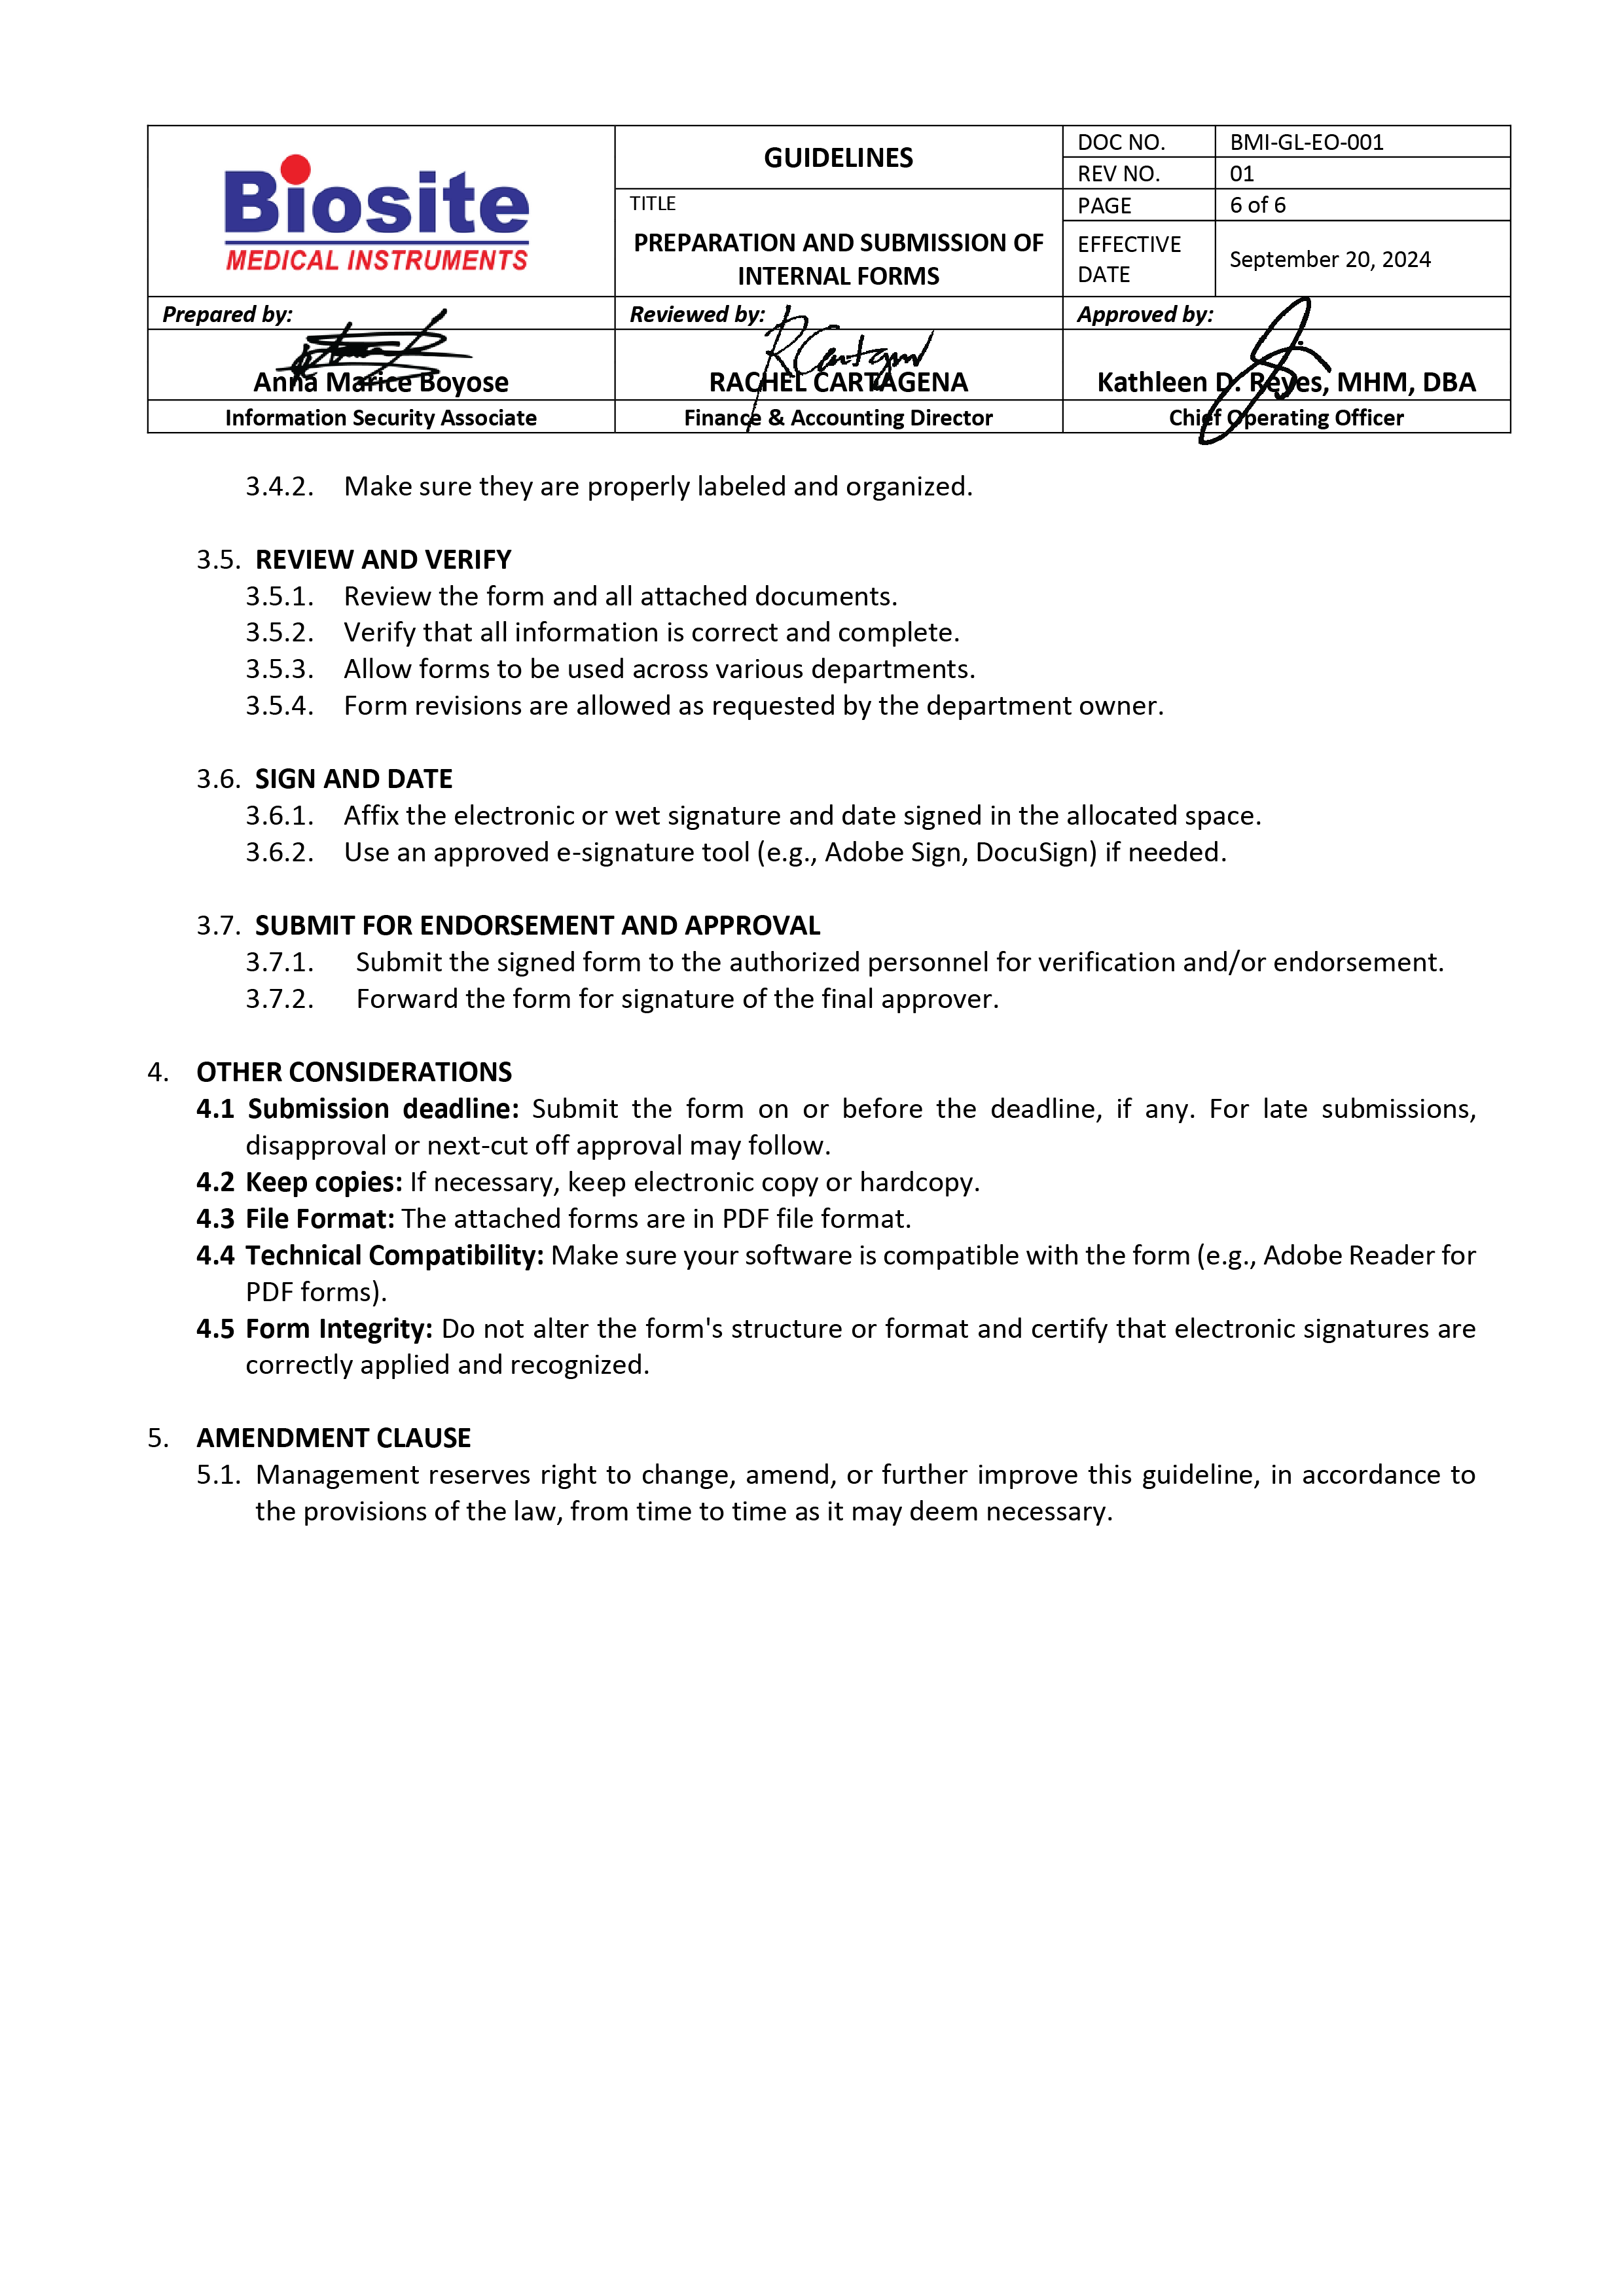 Biosite
MEDICAL INSTRUMENTS
GUIDELINES
TITLE
PREPARATION AND SUBMISSION OF
INTERNAL FORMS
DOC NO. BMI-GL-EO-001
REV NO. 01
PAGE 6 of 6
EFFECTIVE
DATE
September 20, 2024
Prepared by: Reviewed by: Approved by:
RCartagena
Anna Marice Boyose RACHEL CARTAGENA Kathleen D. Reyes, MHM, DBA
Information Security Associate Finance & Accounting Director Chief Operating Officer
3.4.2. Make sure they are properly labeled and organized.
3.5. REVIEW AND VERIFY
3.5.1. Review the form and all attached documents.
3.5.2. Verify that all information is correct and complete.
3.5.3. Allow forms to be used across various departments.
3.5.4. Form revisions are allowed as requested by the department owner.
3.6. SIGN AND DATE
3.6.1. Affix the electronic or wet signature and date signed in the allocated space.
3.6.2. Use an approved e-signature tool (e.g., Adobe Sign, DocuSign) if needed.
3.7. SUBMIT FOR ENDORSEMENT AND APPROVAL
3.7.1. Submit the signed form to the authorized personnel for verification and/or endorsement.
3.7.2. Forward the form for signature of the final approver.
4. OTHER CONSIDERATIONS
4.1 Submission deadline: Submit the form on or before the deadline, if any. For late submissions,
disapproval or next-cut off approval may follow.
4.2 Keep copies: If necessary, keep electronic copy or hardcopy.
4.3 File Format: The attached forms are in PDF file format.
4.4 Technical Compatibility: Make sure your software is compatible with the form (e.g., Adobe Reader for
PDF forms).
4.5 Form Integrity: Do not alter the form's structure or format and certify that electronic signatures are
correctly applied and recognized.
5. AMENDMENT CLAUSE
5.1. Management reserves right to change, amend, or further improve this guideline, in accordance to
the provisions of the law, from time to time as it may deem necessary.